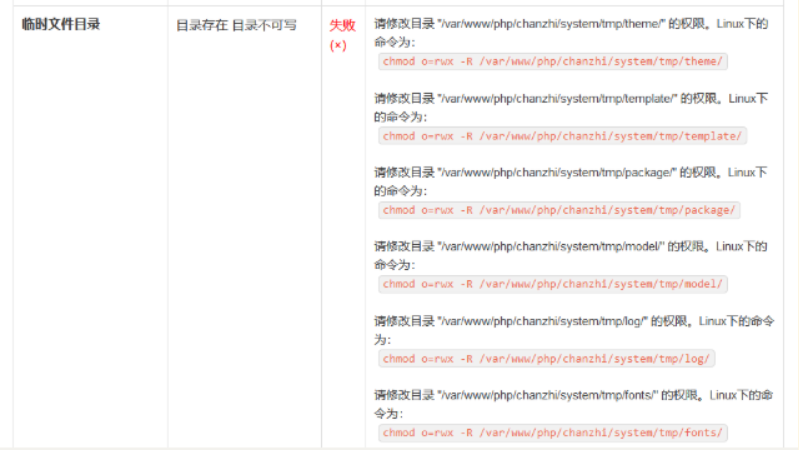 临时文件目录
目录存在 目录不可写
失败
(×)
请修改目录 "/var/www/php/chanzhi/system/tmp/theme/" 的权限。Linux下的
命令为：
chmod o=rwx -R /var/www/php/chanzhi/system/tmp/theme/
请修改目录 "/var/www/php/chanzhi/system/tmp/template/" 的权限。Linux下
的命令为：
chmod o=rwx -R /var/www/php/chanzhi/system/tmp/template/
请修改目录 "/var/www/php/chanzhi/system/tmp/package/" 的权限。Linux下
的命令为：
chmod o=rwx -R /var/www/php/chanzhi/system/tmp/package/
请修改目录 "/var/www/php/chanzhi/system/tmp/model/" 的权限。Linux下的
命令为：
chmod o=rwx -R /var/www/php/chanzhi/system/tmp/model/
请修改目录 "/var/www/php/chanzhi/system/tmp/log/" 的权限。Linux下的命令
为：
chmod o=rwx -R /var/www/php/chanzhi/system/tmp/log/
请修改目录 "/var/www/php/chanzhi/system/tmp/fonts/" 的权限。Linux下的命
令为：
chmod o=rwx -R /var/www/php/chanzhi/system/tmp/fonts/